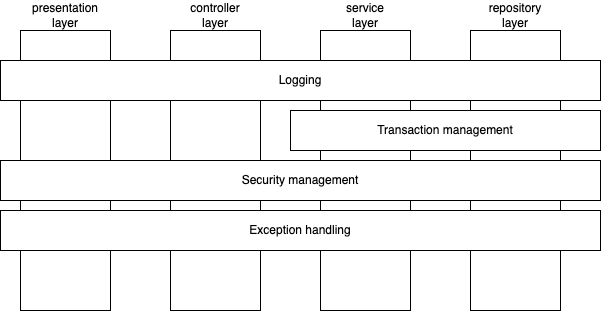 presentation
layer
controller
layer
service
layer
repository
layer
Logging
Transaction management
Security management
Exception handling